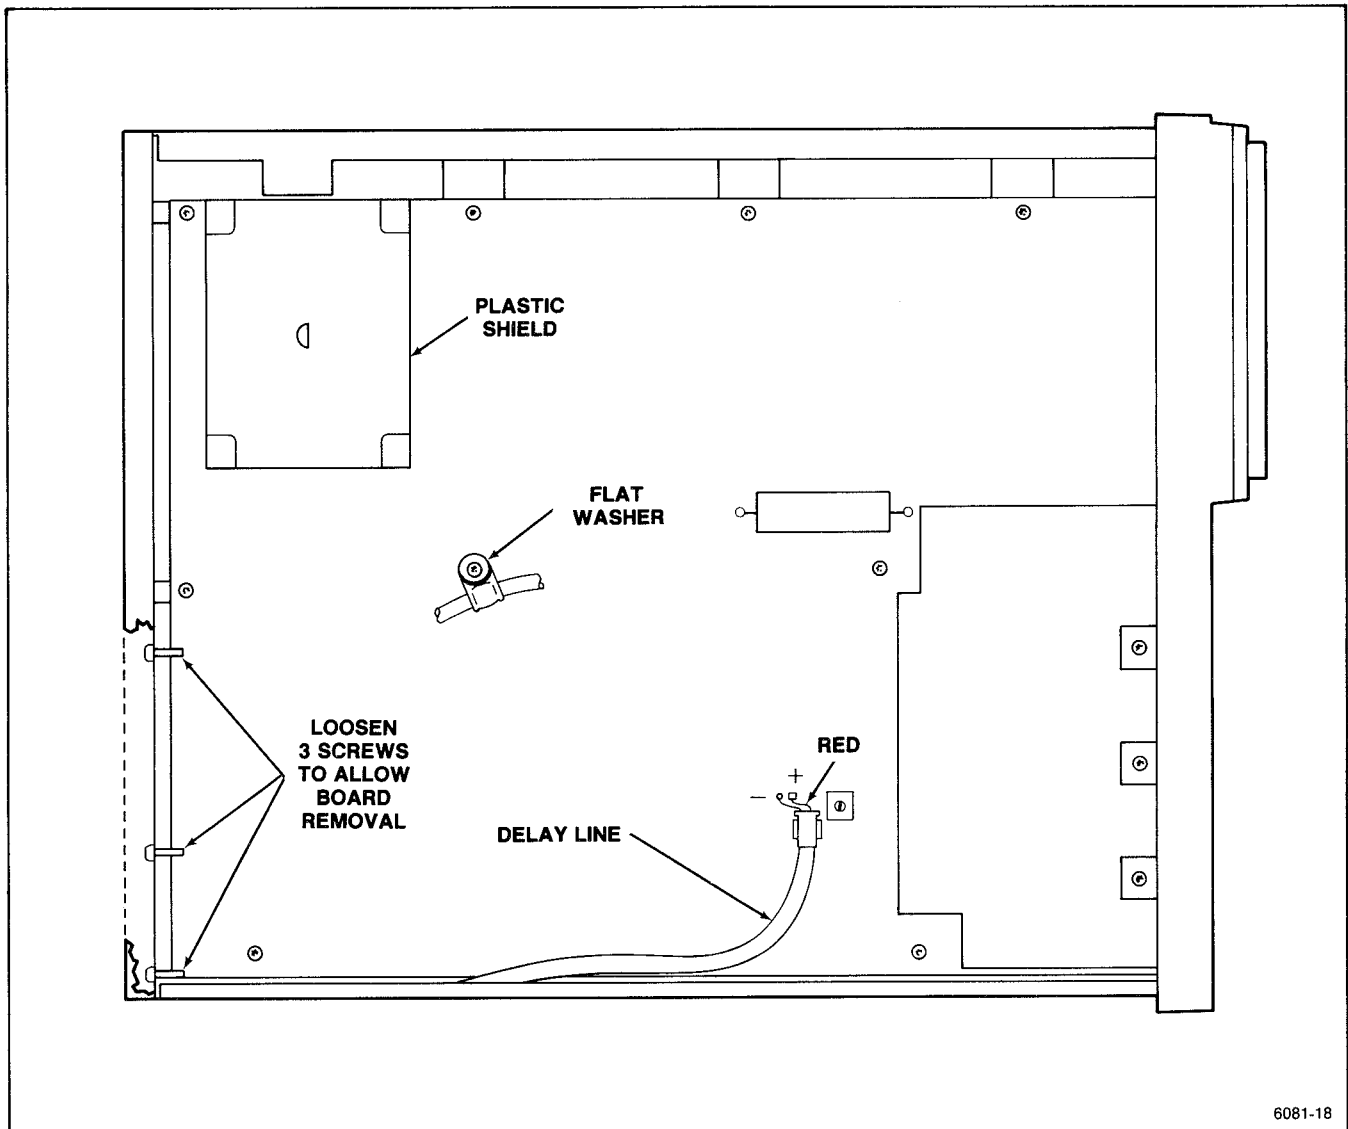 PLASTIC
SHIELD
FLAT
WASHER
LOOSEN
3 SCREWS
TO ALLOW
BOARD
REMOVAL
RED
+
—
DELAY LINE
6081-18